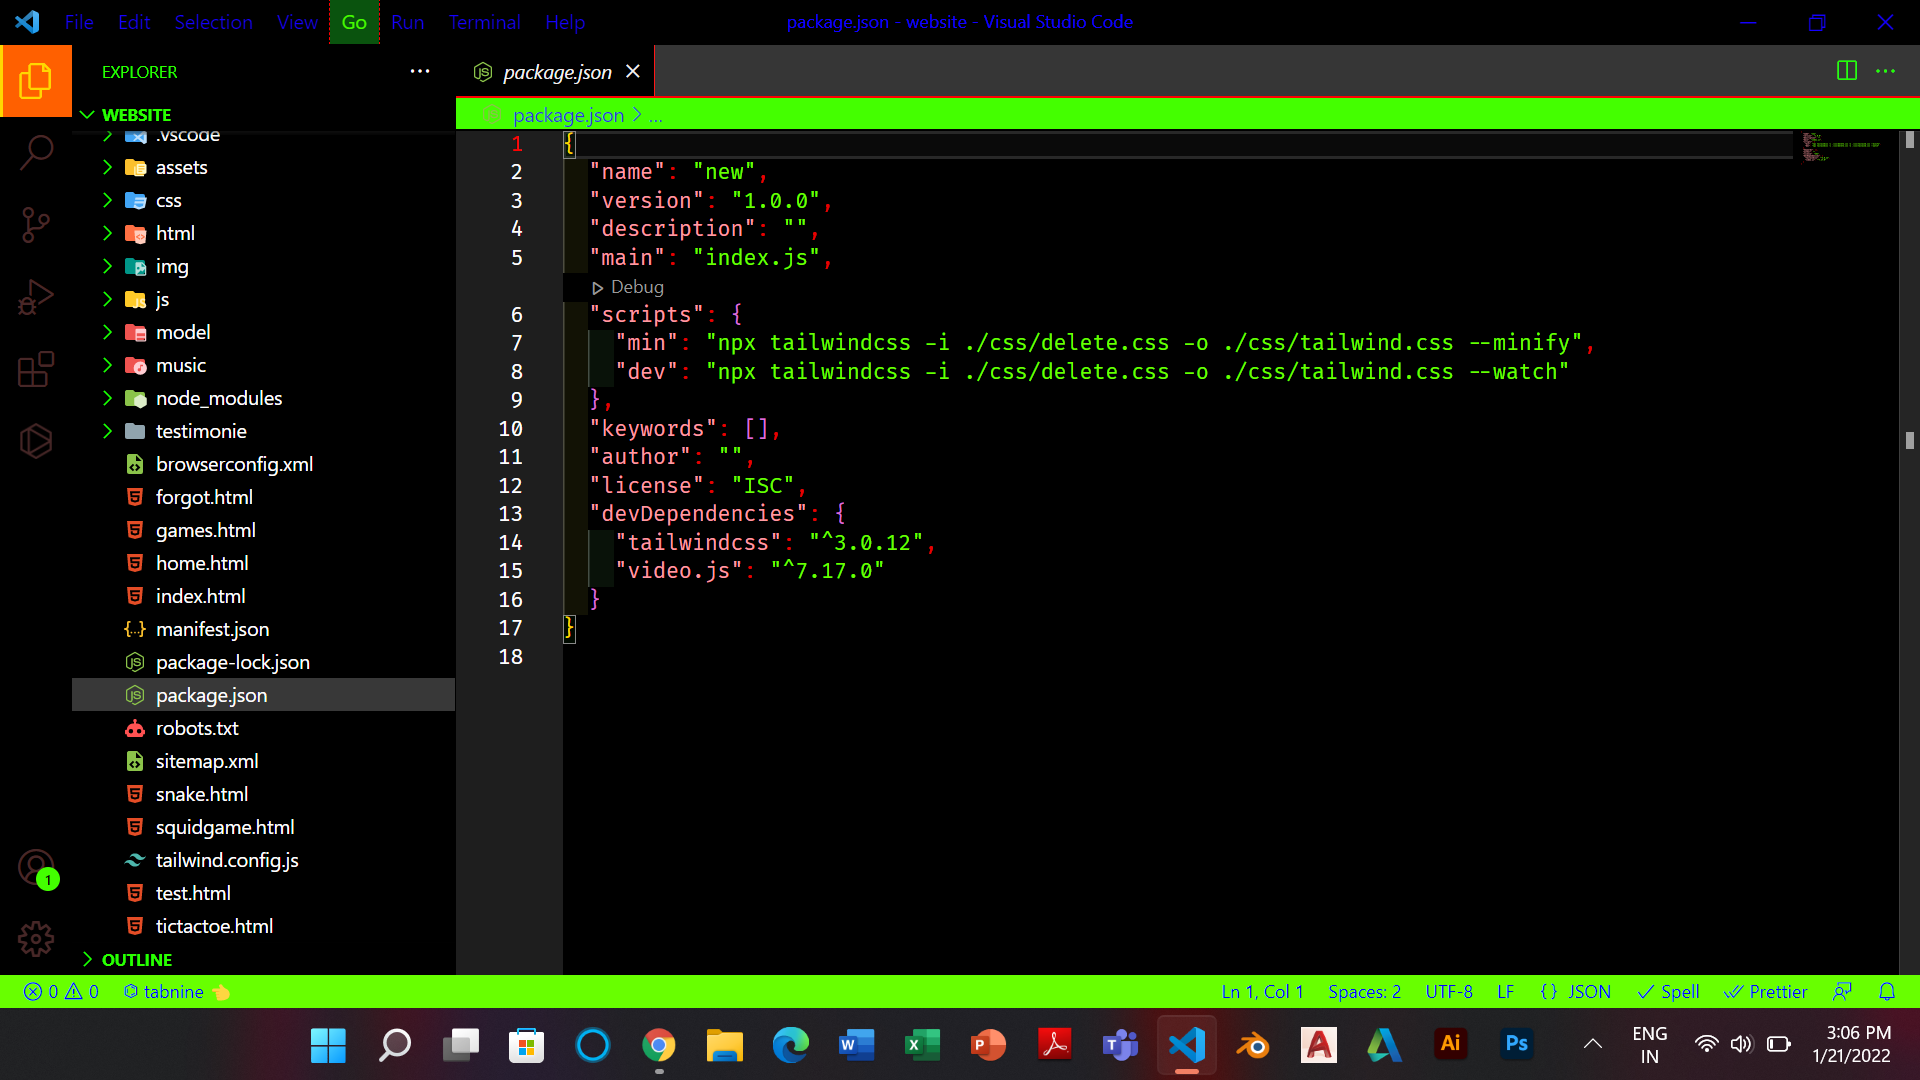 File Edit Selection View Go Run Terminal Help
package.json - website - Visual Studio Code
EXPLORER
WEBSITE
.vscode
assets
css
html
img
js
model
music
node_modules
testimonie
browserconfig.xml
forgot.html
games.html
home.html
index.html
manifest.json
package-lock.json
package.json
robots.txt
sitemap.xml
snake.html
squidgame.html
tailwind.config.js
test.html
tictactoe.html
OUTLINE
1
package.json
package.json > ...
1 {
2 "name": "new",
3 "version": "1.0.0",
4 "description": "",
5 "main": "index.js",
Debug
6 "scripts": {
7 "min": "npx tailwindcss -i ./css/delete.css -o ./css/tailwind.css --minify",
8 "dev": "npx tailwindcss -i ./css/delete.css -o ./css/tailwind.css --watch"
9 },
10 "keywords": [],
11 "author": "",
12 "license": "ISC",
13 "devDependencies": {
14 "tailwindcss": "^3.0.12",
15 "video.js": "^7.17.0"
16 }
17 }
18
0 0 tabnine
Ln 1, Col 1 Spaces: 2 UTF-8 LF {} JSON Spell Prettier
ENG
IN
3:06 PM
1/21/2022